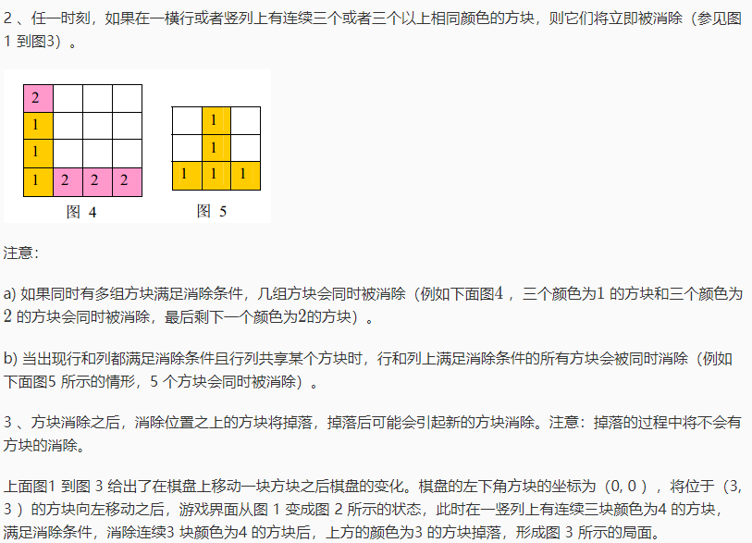 2 、任一时刻，如果在一横行或者竖列上有连续三个或者三个以上相同颜色的方块，则它们将立即被消除（参见图
1 到图3）。
2
1
1
1 2 2 2
1
1
1 1 1
图 4 图 5
注意：
a) 如果同时有多组方块满足消除条件，几组方块会同时被消除（例如下面图4 ，三个颜色为1 的方块和三个颜色为
2 的方块会同时被消除，最后剩下一个颜色为2的方块）。
b) 当出现行和列都满足消除条件且行列共享某个方块时，行和列上满足消除条件的所有方块会被同时消除（例如
下面图5 所示的情形，5 个方块会同时被消除）。
3 、方块消除之后，消除位置之上的方块将掉落，掉落后可能会引起新的方块消除。注意：掉落的过程中将不会有
方块的消除。
上面图1 到图 3 给出了在棋盘上移动一块方块之后棋盘的变化。棋盘的左下角方块的坐标为（0, 0 ），将位于（3,
3 ）的方块向左移动之后，游戏界面从图 1 变成图 2 所示的状态，此时在一竖列上有连续三块颜色为4 的方块，
满足消除条件，消除连续3 块颜色为4 的方块后，上方的颜色为3 的方块掉落，形成图 3 所示的局面。